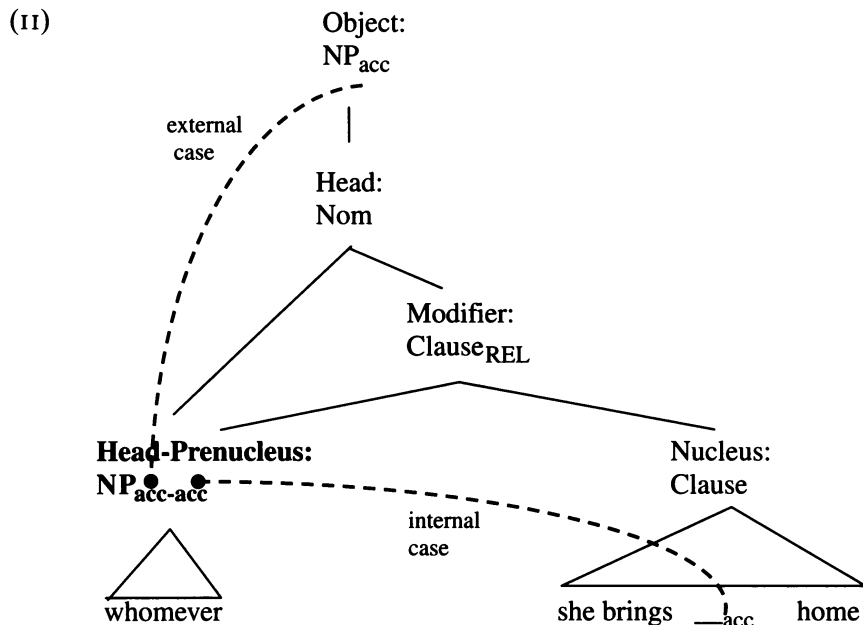 (11)
Object:
NPacc
external
case
Head:
Nom
Modifier:
ClauseREL
Head-Prenucleus:
NPacc-acc
Nucleus:
Clause
internal
case
whomever
she brings __acc home